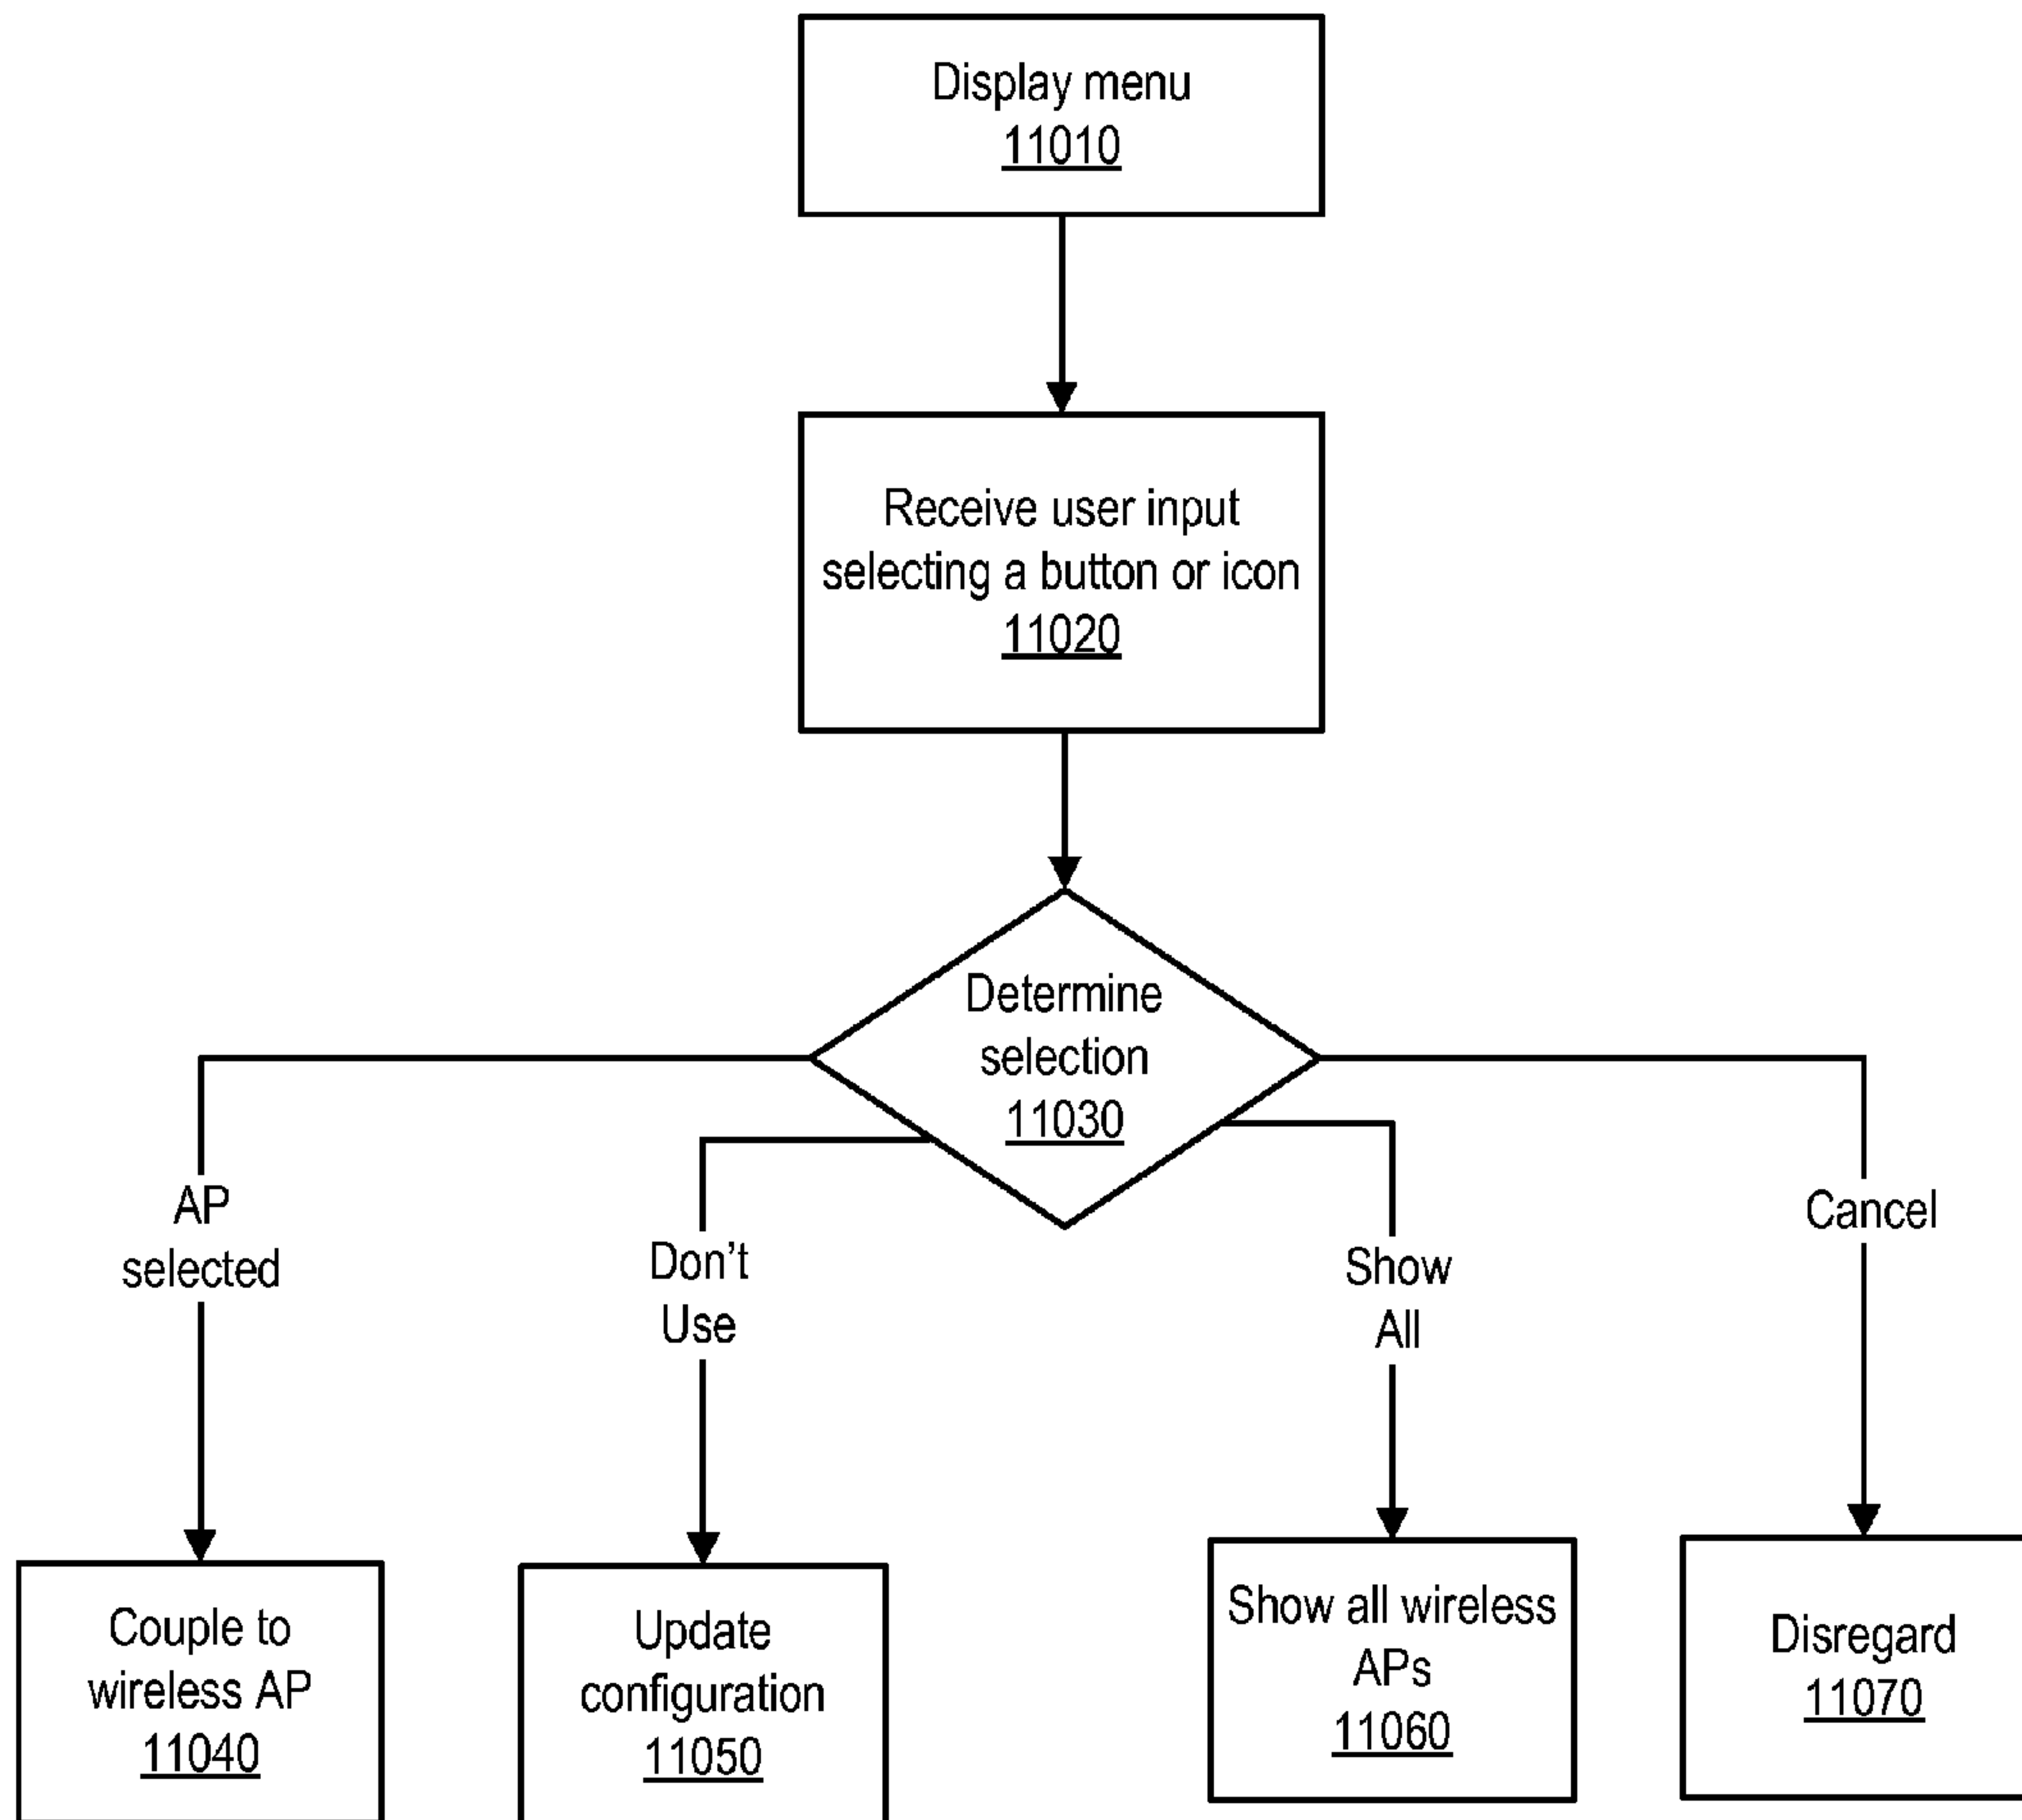 Display menu
11010
Receive user input
selecting a button or icon
11020
Determine
selection
11030
AP
selected
Don't
Use
Show
All
Cancel
Couple to
wireless AP
11040
Update
configuration
11050
Show all wireless
APs
11060
Disregard
11070